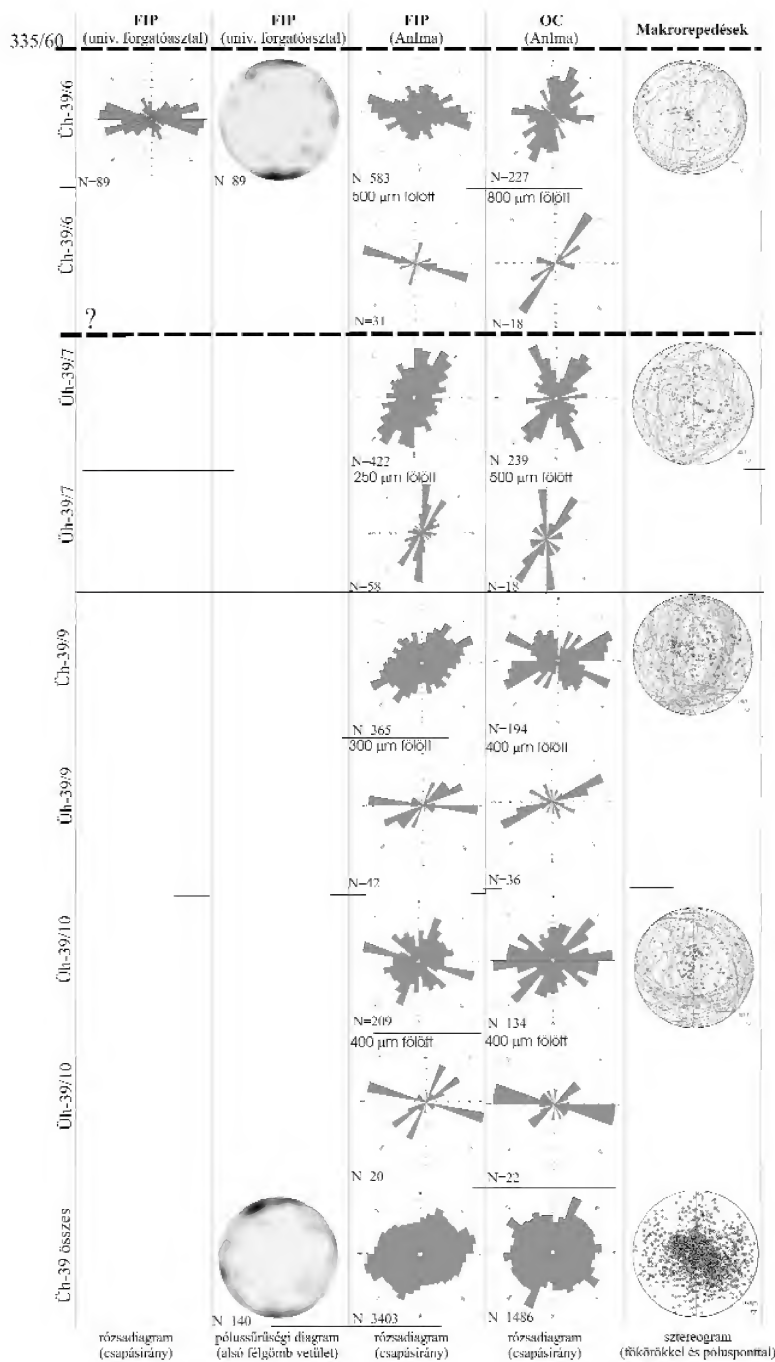 335/60
FIP
(univ. forgatóasztal)
FIP
(univ. forgatóasztal)
FIP
(AnIma)
OC
(AnIma)
Makrorepedések
Üh-39/6
N=89
N 89
N 583
500 µm fölött
N=227
800 µm fölött
Üh-39/6
?
N=31
N=18
Üh-39/7
N=422
250 µm fölött
N 239
500 µm fölött
Üh-39/7
N=58
N=18
Üh-39/9
N 365
300 µm fölött
N=194
400 µm fölött
Üh-39/9
N=42
N=36
Üh-39/10
N=209
400 µm fölött
N 134
400 µm fölött
Üh-39/10
N 20
N=22
Üh-39 összes
N 140
N 3403
N 1486
rózsadiagram
(csapásirány)
pólussűrűségi diagram
(alsó félgömb vetület)
rózsadiagram
(csapásirány)
rózsadiagram
(csapásirány)
sztereogram
(főkörökkel és polusponttal)